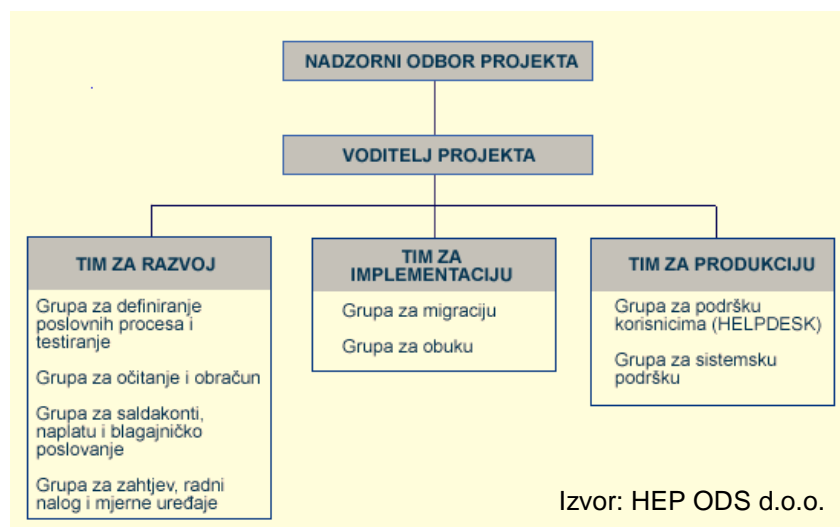 NADZORNI ODBOR PROJEKTA
VODITELJ PROJEKTA
TIM ZA RAZVOJ
Grupa za definiranje
poslovnih procesa i
testiranje
Grupa za očitanje i obračun
Grupa za saldakonti,
naplatu i blagajničko
poslovanje
Grupa za zahtjev, radni
nalog i mjerne uređaje
TIM ZA
IMPLEMENTACIJU
Grupa za migraciju
Grupa za obuku
TIM ZA PRODUKCIJU
Grupa za podršku
korisnicima (HELPDESK)
Grupa za sistemsku
podršku
Izvor: HEP ODS d.o.o.